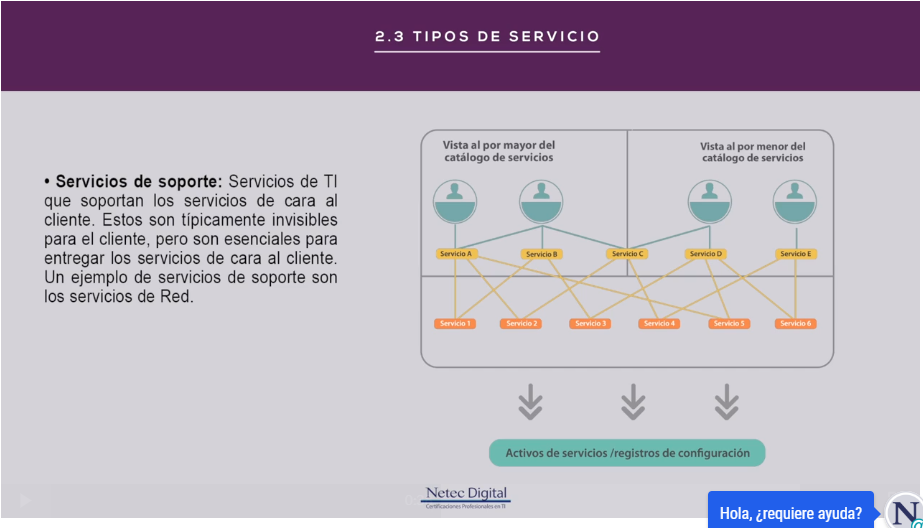 2.3 TIPOS DE SERVICIO
• Servicios de soporte: Servicios de TI
que soportan los servicios de cara al
cliente. Estos son típicamente invisibles
para el cliente, pero son esenciales para
entregar los servicios de cara al cliente.
Un ejemplo de servicios de soporte son
los servicios de Red.
Vista al por mayor del
catálogo de servicios
Vista al por menor del
catálogo de servicios
Servicio A
Servicio B
Servicio C
Servicio D
Servicio E
Servicio 1
Servicio 2
Servicio 3
Servicio 4
Servicio 5
Servicio 6
Activos de servicios /registros de configuración
Netec Digital
Certificaciones Profesionales en TI
Hola, ¿requiere ayuda?
N